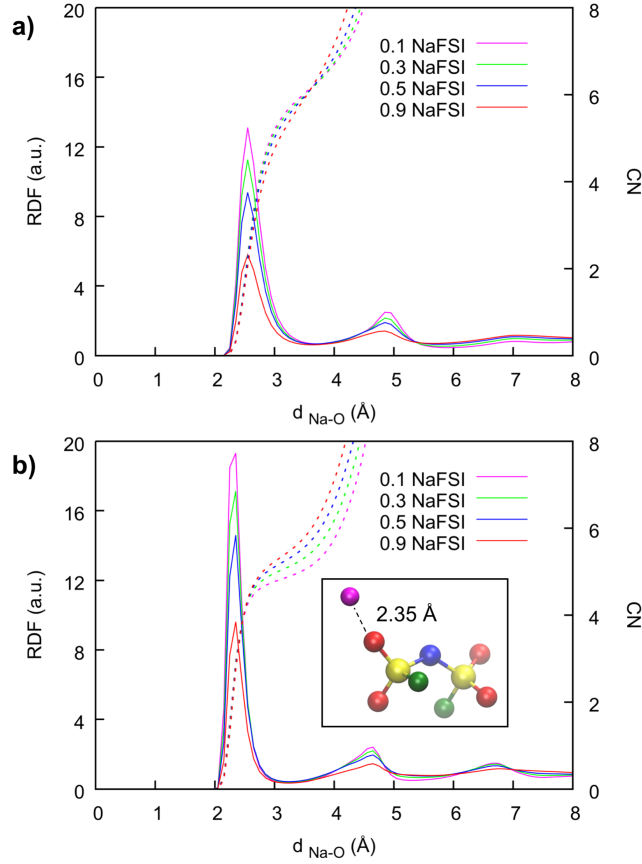 a)
20
16
12
8
4
0
RDF (a.u.)
8
6
4
2
0
CN
0.1 NaFSI
0.3 NaFSI
0.5 NaFSI
0.9 NaFSI
0 1 2 3 4 5 6 7 8
d Na-O (Å)
b)
20
16
12
8
4
0
RDF (a.u.)
8
6
4
2
0
CN
0.1 NaFSI
0.3 NaFSI
0.5 NaFSI
0.9 NaFSI
2.35 Å
0 1 2 3 4 5 6 7 8
d Na-O (Å)